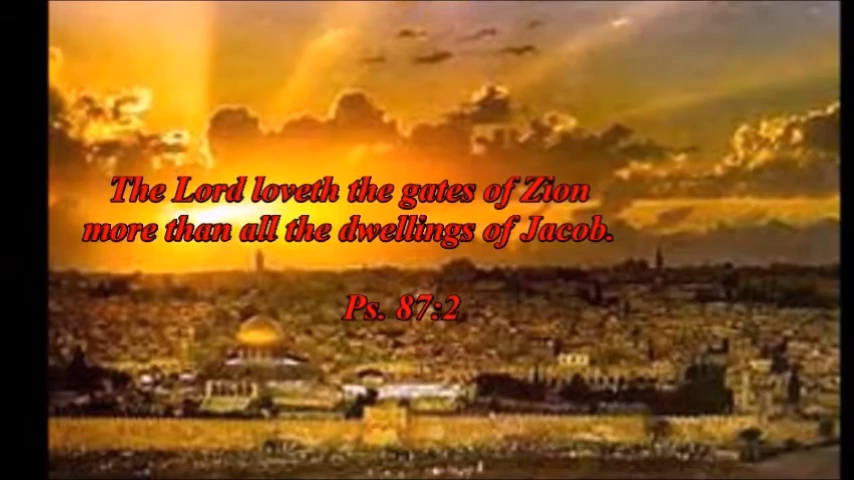 The Lord loveth the gates of Zion
more than all the dwellings of Jacob.
Ps. 87:2